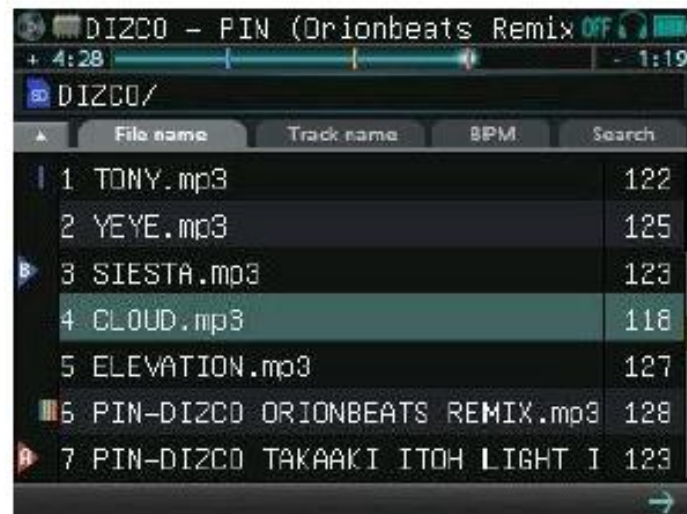 DIZCO - PIN (Orionbeats Remix OFF
+ 4:28 - 1:19
SD DIZCO/
File name Track name BPM Search
1 TONY.mp3 122
2 YEYE.mp3 125
B 3 SIESTA.mp3 123
4 CLOUD.mp3 118
5 ELEVATION.mp3 127
6 PIN-DIZCO ORIONBEATS REMIX.mp3 128
A 7 PIN-DIZCO TAKAAKI ITOH LIGHT I 123